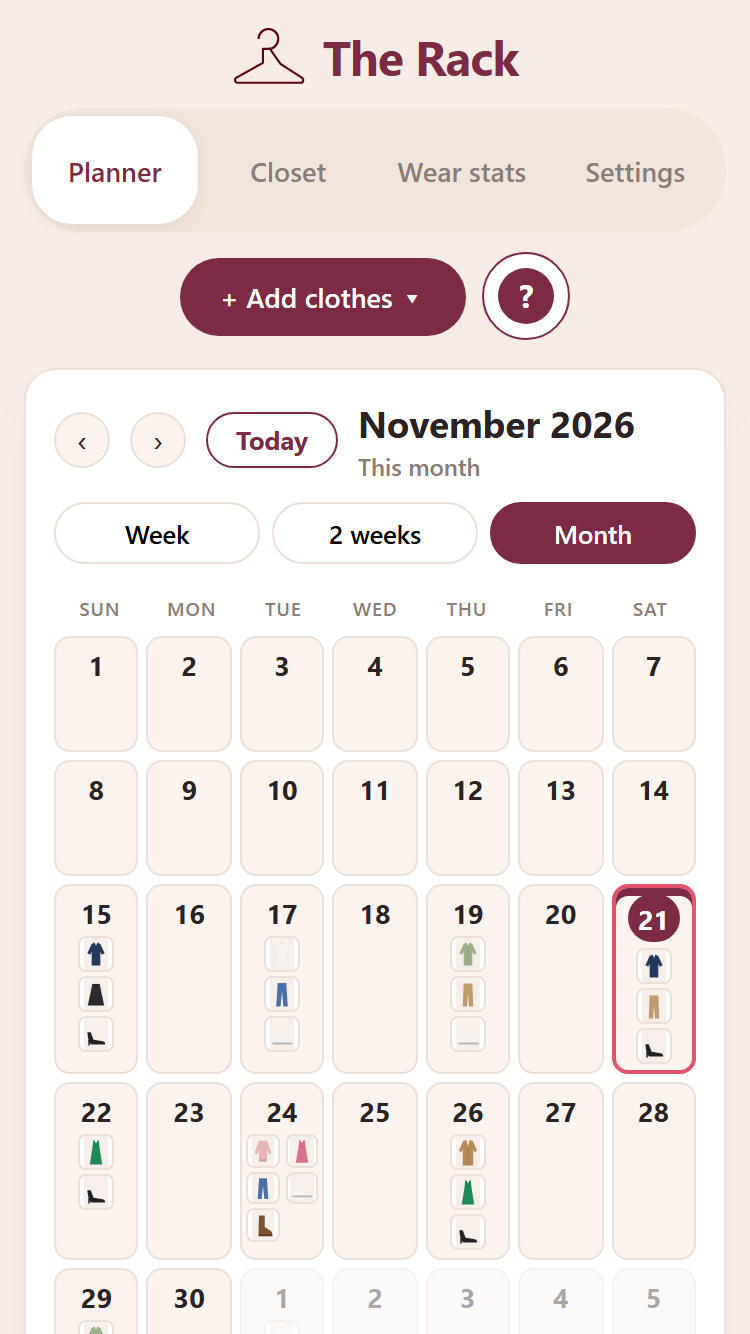 The Rack
Planner Closet Wear stats Settings
+ Add clothes ▼ ?
‹ › Today November 2026
This month
Week 2 weeks Month
SUN MON TUE WED THU FRI SAT
1 2 3 4 5 6 7
8 9 10 11 12 13 14
15 16 17 18 19 20 21
22 23 24 25 26 27 28
29 30 1 2 3 4 5